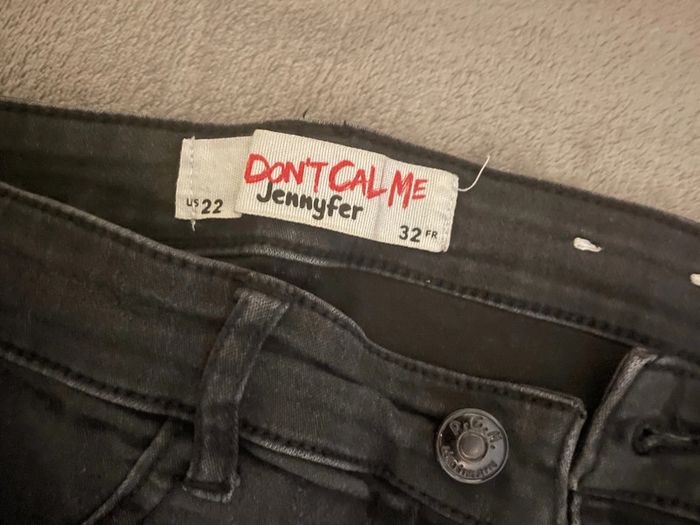 DON'T CALL ME
Jennyfer
US 22
32 FR
D.C.M.